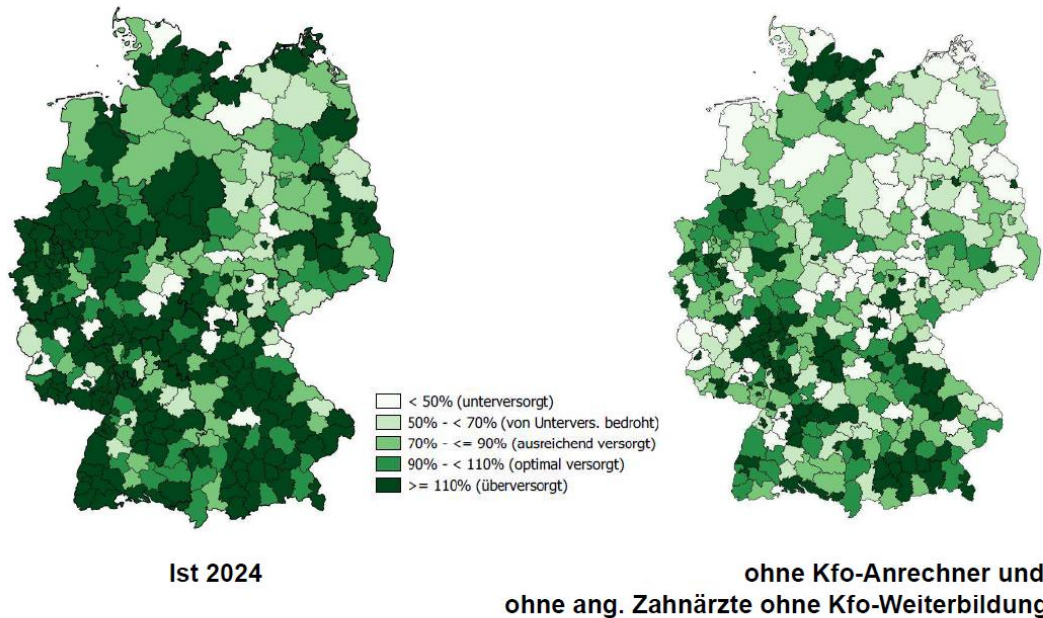 < 50% (unterversorgt)
50% - < 70% (von Untervers. bedroht)
70% - <= 90% (ausreichend versorgt)
90% - < 110% (optimal versorgt)
>= 110% (überversorgt)
Ist 2024
ohne Kfo-Anrechner und
ohne ang. Zahnärzte ohne Kfo-Weiterbildung